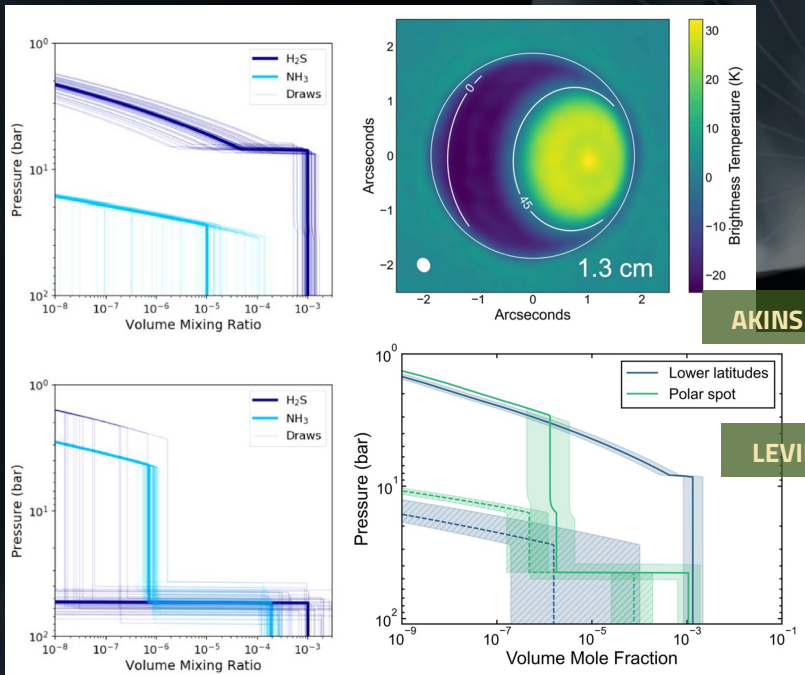 10⁰
10¹
10²
Pressure (bar)
H₂S
NH₃
Draws
10⁻⁸
10⁻⁷
10⁻⁶
10⁻⁵
10⁻⁴
10⁻³
Volume Mixing Ratio
2
1
0
−1
−2
Arcseconds
0
45
1.3 cm
−2
−1
0
1
2
Arcseconds
30
20
10
0
−10
−20
Brightness Temperature (K)
AKINS
10⁰
10¹
10²
Pressure (bar)
H₂S
NH₃
Draws
10⁻⁸
10⁻⁷
10⁻⁶
10⁻⁵
10⁻⁴
10⁻³
Volume Mixing Ratio
10⁰
10¹
10²
Pressure (bar)
Lower latitudes
Polar spot
10⁻⁹
10⁻⁷
10⁻⁵
10⁻³
10⁻¹
Volume Mole Fraction
LEVI